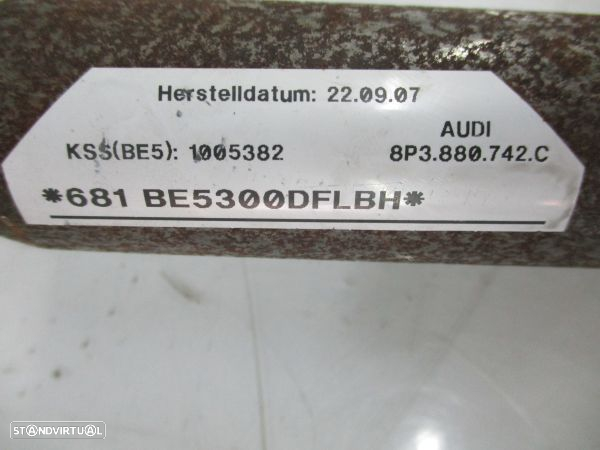 Herstelldatum: 22.09.07
AUDI
KSS(BE5): 1005382 8P3.880.742.C
*681 BE5300DFLBH*
STANDVIRTUAL